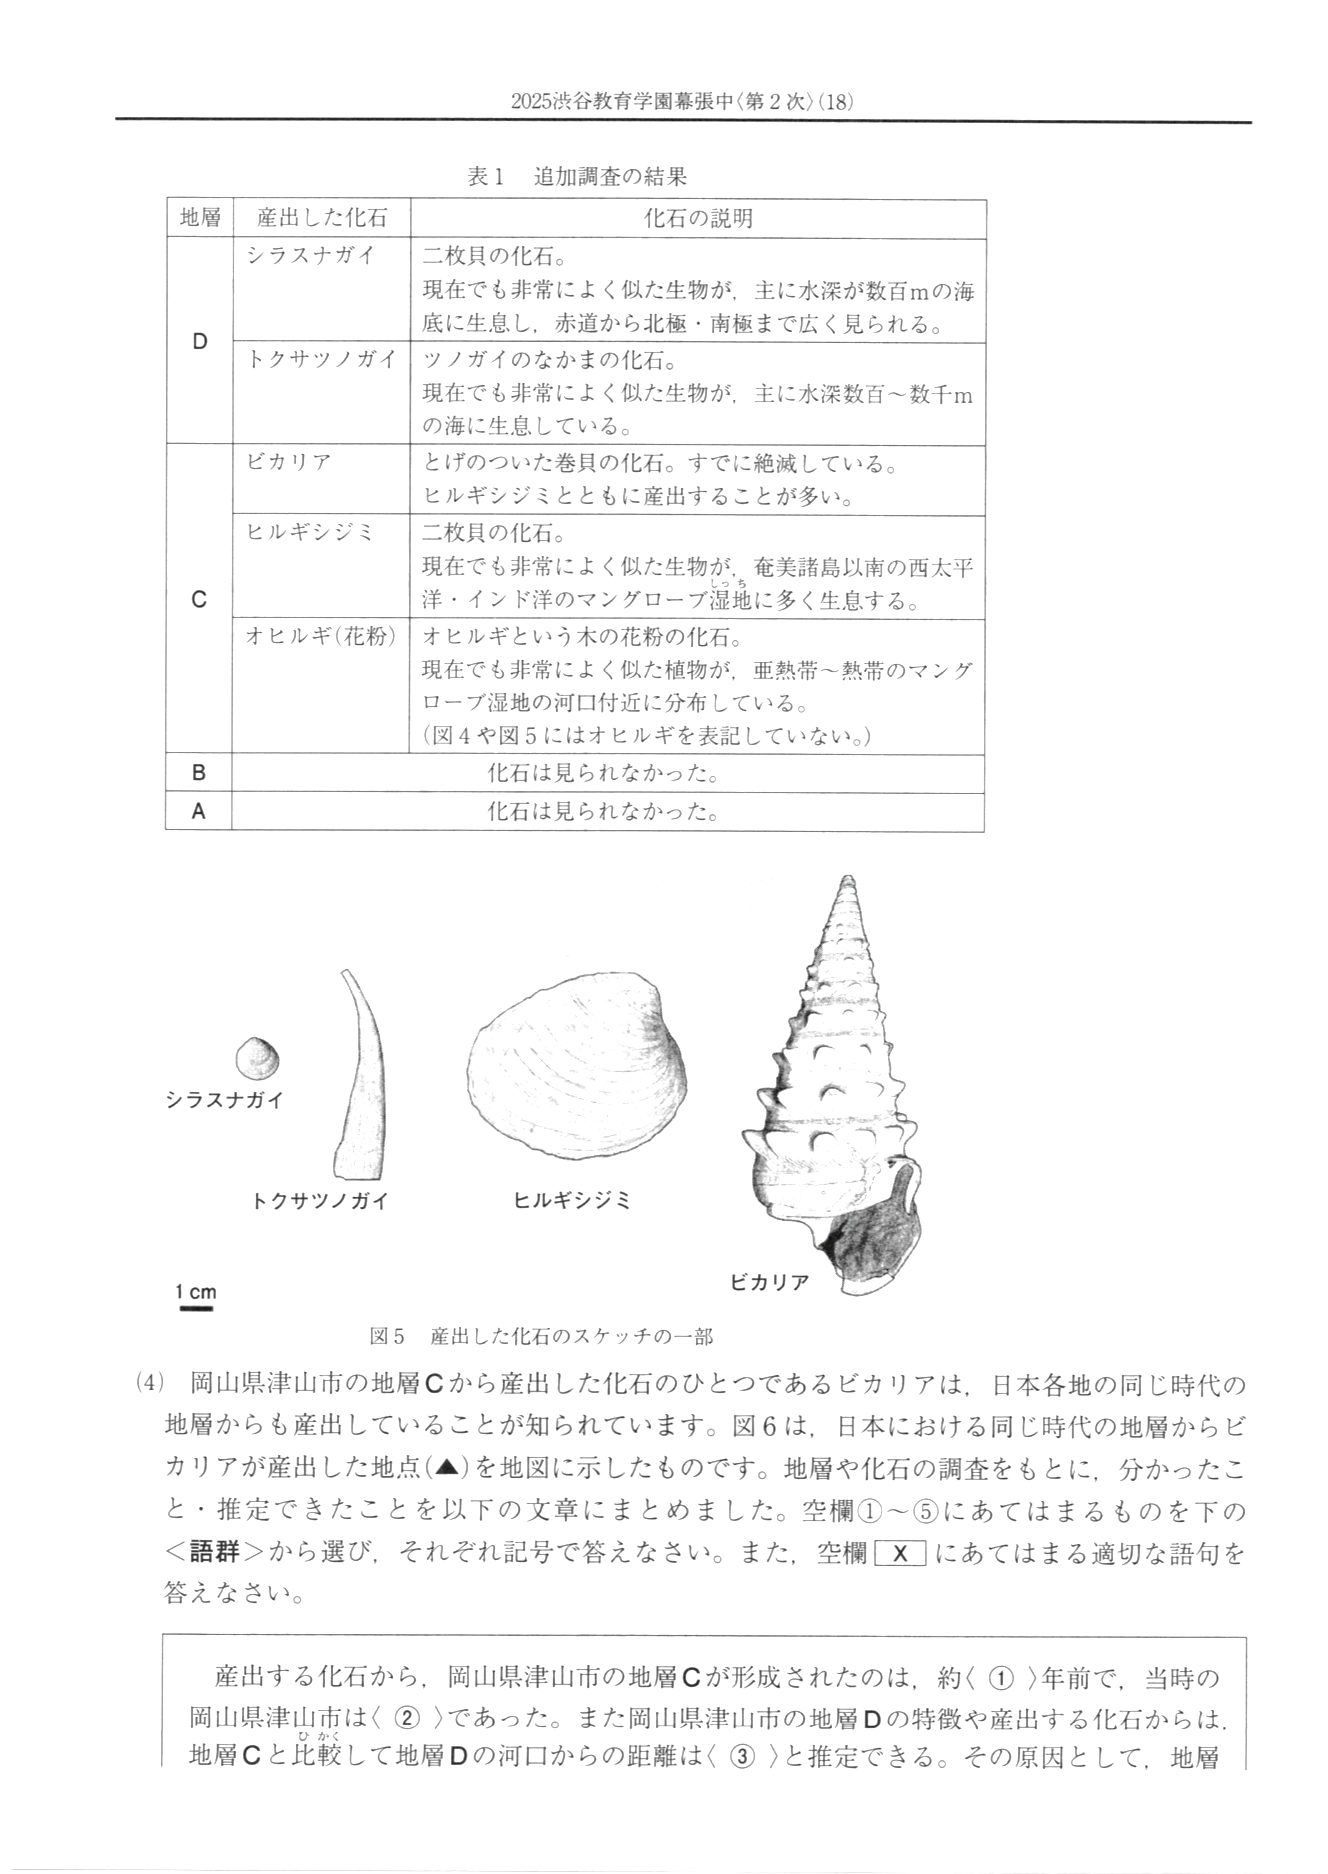 2025渋谷教育学園幕張中〈第2次〉(18)
表1 追加調査の結果
地層 産出した化石 化石の説明
D
シラスナガイ
二枚貝の化石。
現在でも非常によく似た生物が，主に水深が数百mの海
底に生息し，赤道から北極・南極まで広く見られる。
トクサツノガイ
ツノガイのなかまの化石。
現在でも非常によく似た生物が，主に水深数百～数千m
の海に生息している。
C
ビカリア
とげのついた巻貝の化石。すでに絶滅している。
ヒルギシジミとともに産出することが多い。
ヒルギシジミ
二枚貝の化石。
現在でも非常によく似た生物が，奄美諸島以南の西太平
しっち
洋・インド洋のマングローブ湿地に多く生息する。
オヒルギ(花粉)
オヒルギという木の花粉の化石。
現在でも非常によく似た植物が，亜熱帯～熱帯のマング
ローブ湿地の河口付近に分布している。
(図4や図5にはオヒルギを表記していない。)
B 化石は見られなかった。
A 化石は見られなかった。
シラスナガイ
トクサツノガイ
ヒルギシジミ
ビカリア
1 cm
図5 産出した化石のスケッチの一部
(4) 岡山県津山市の地層Cから産出した化石のひとつであるビカリアは，日本各地の同じ時代の
地層からも産出していることが知られています。図6は，日本における同じ時代の地層からビ
カリアが産出した地点(▲)を地図に示したものです。地層や化石の調査をもとに，分かったこ
と・推定できたことを以下の文章にまとめました。空欄①～⑤にあてはまるものを下の
＜語群＞から選び，それぞれ記号で答えなさい。また，空欄 X にあてはまる適切な語句を
答えなさい。
産出する化石から，岡山県津山市の地層Cが形成されたのは，約〈 ① 〉年前で，当時の
岡山県津山市は〈 ② 〉であった。また岡山県津山市の地層Dの特徴や産出する化石からは，
ひかく
地層Cと比較して地層Dの河口からの距離は〈 ③ 〉と推定できる。その原因として，地層